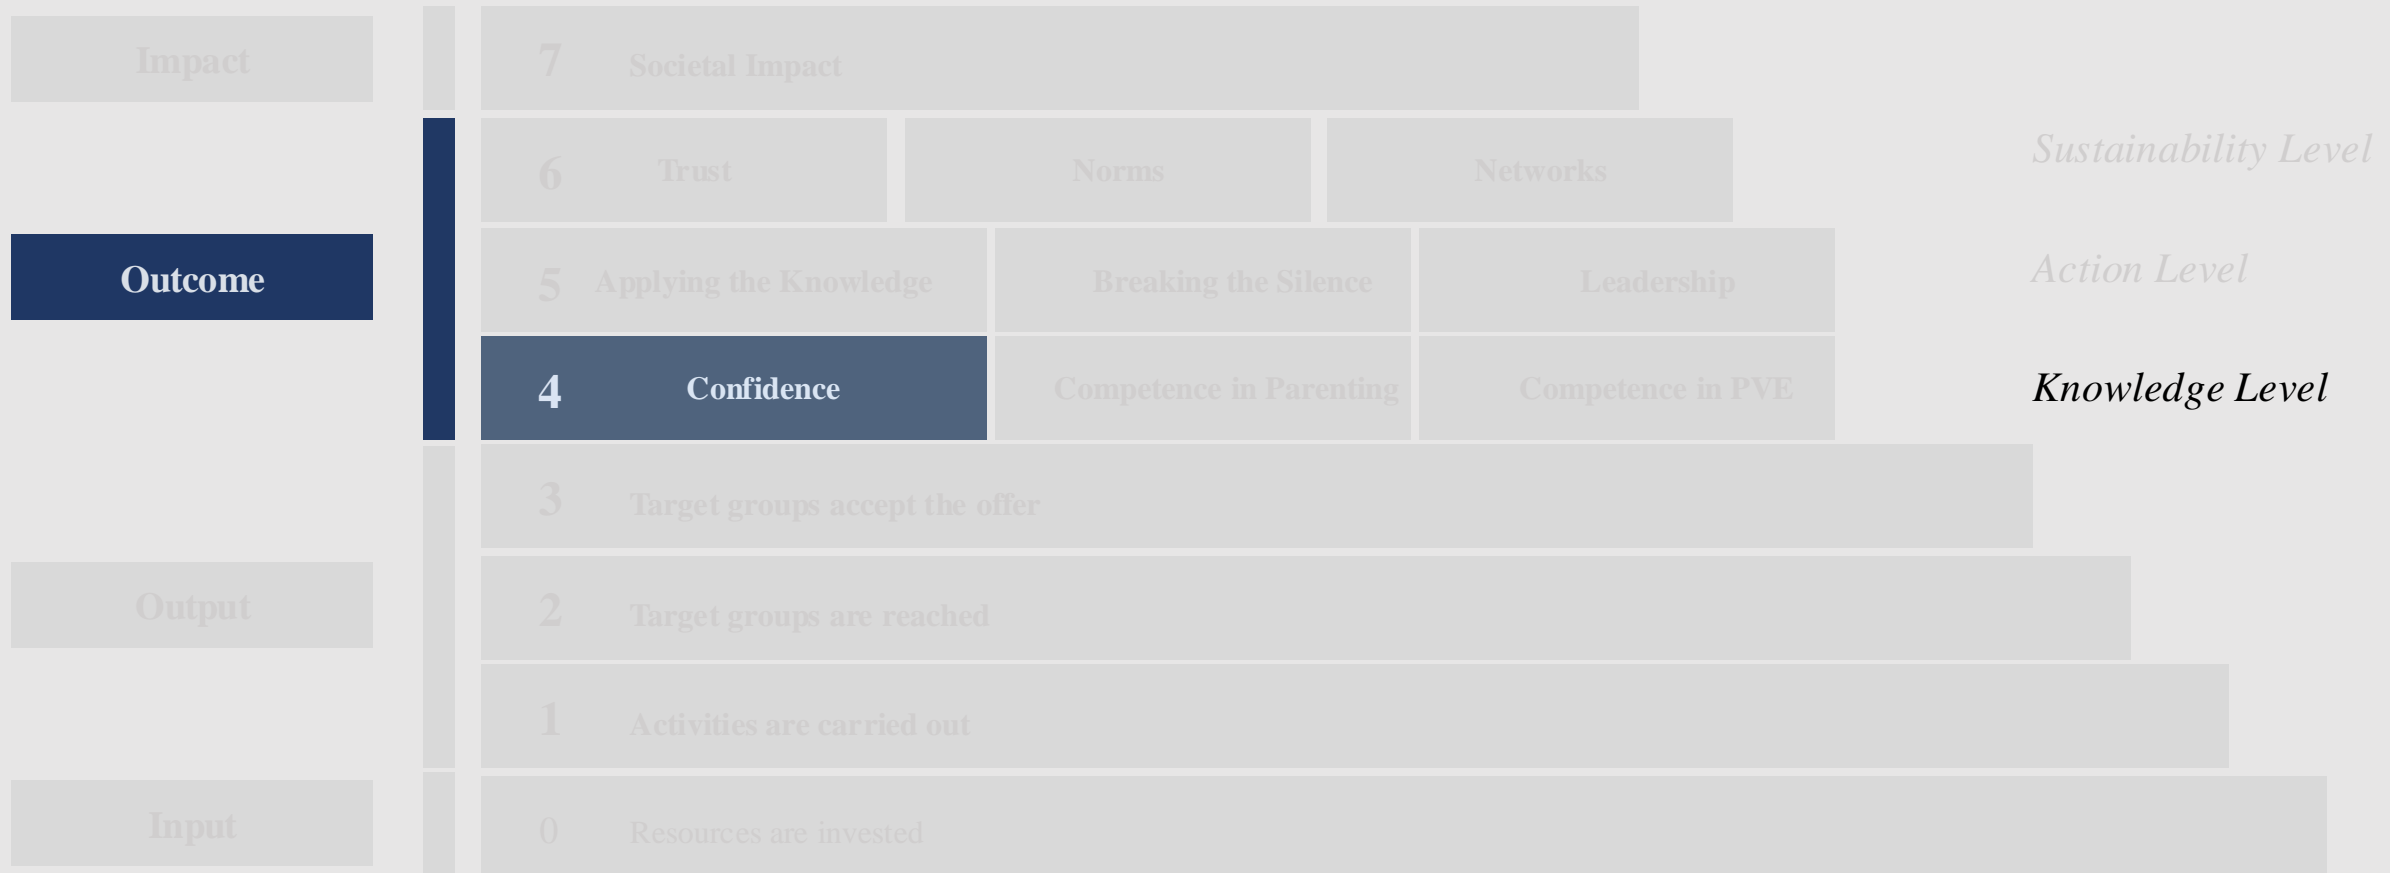 Impact
7 Societal Impact
6 Trust Norms Networks Sustainability Level
Outcome
5 Applying the Knowledge Breaking the Silence Leadership Action Level
4 Confidence Competence in Parenting Competence in PVE Knowledge Level
3 Target groups accept the offer
Output
2 Target groups are reached
1 Activities are carried out
Input
0 Resources are invested